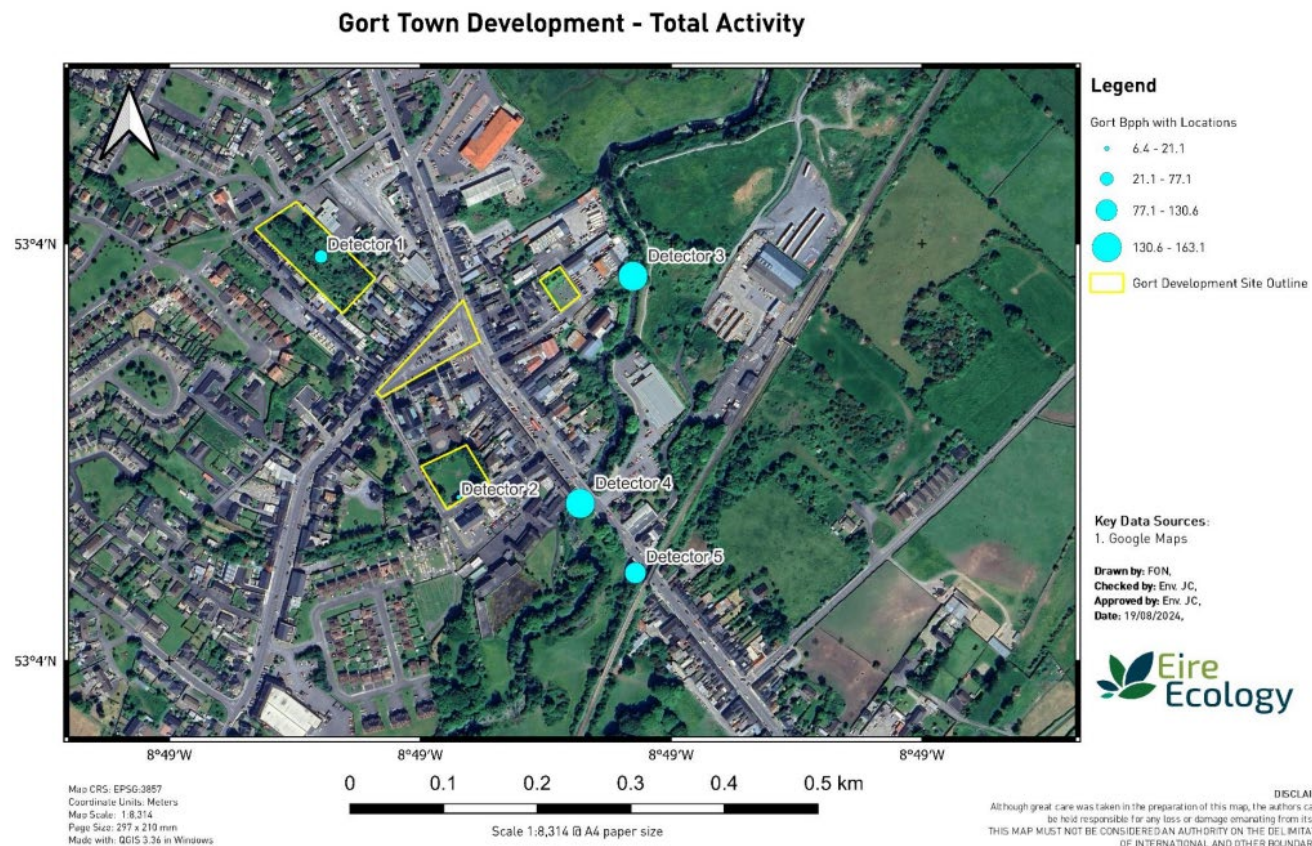 Gort Town Development - Total Activity
Legend
Gort Bpph with Locations
6.4 - 21.1
21.1 - 77.1
77.1 - 130.6
130.6 - 163.1
Gort Development Site Outline
53°4'N
53°4'N
Detector 1
Detector 3
Detector 2
Detector 4
Detector 5
Key Data Sources:
1. Google Maps
Drawn by: FON,
Checked by: Env. JC,
Approved by: Env. JC,
Date: 19/08/2024,
Eire
Ecology
8°49'W
8°49'W
8°49'W
8°49'W
0 0.1 0.2 0.3 0.4 0.5 km
Scale 1:8,314 @ A4 paper size
Map CRS: EPSG:3857
Coordinate Units: Meters
Map Scale: 1:8,314
Page Size: 297 x 210 mm
Made with: QGIS 3.36 in Windows
DISCLAI
Although great care was taken in the preparation of this map, the authors ca
be held responsible for any loss or damage emanating from its
THIS MAP MUST NOT BE CONSIDERED AN AUTHORITY ON THE DELIMITA
OF INTERNATIONAL AND OTHER BOUNDAR